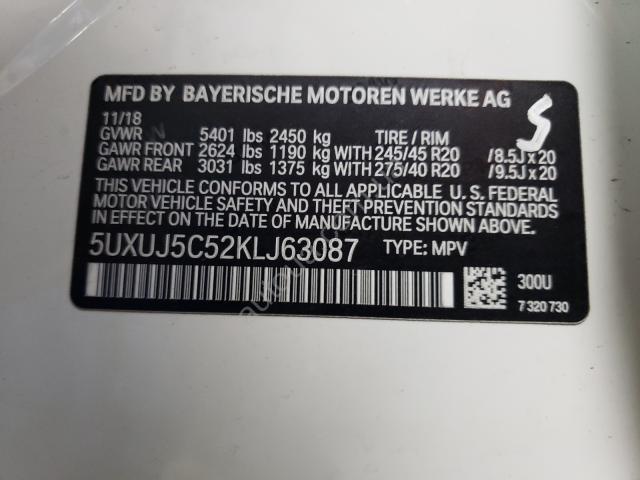 MFD BY BAYERISCHE MOTOREN WERKE AG
S
11/18
GVWR 5401 lbs 2450 kg TIRE / RIM
GAWR FRONT 2624 lbs 1190 kg WITH 245/45 R20 /8.5J x 20
GAWR REAR 3031 lbs 1375 kg WITH 275/40 R20 /9.5J x 20
THIS VEHICLE CONFORMS TO ALL APPLICABLE U. S. FEDERAL
MOTOR VEHICLE SAFETY AND THEFT PREVENTION STANDARDS
IN EFFECT ON THE DATE OF MANUFACTURE SHOWN ABOVE.
5UXUJ5C52KLJ63087 TYPE: MPV
300U
7 320 730